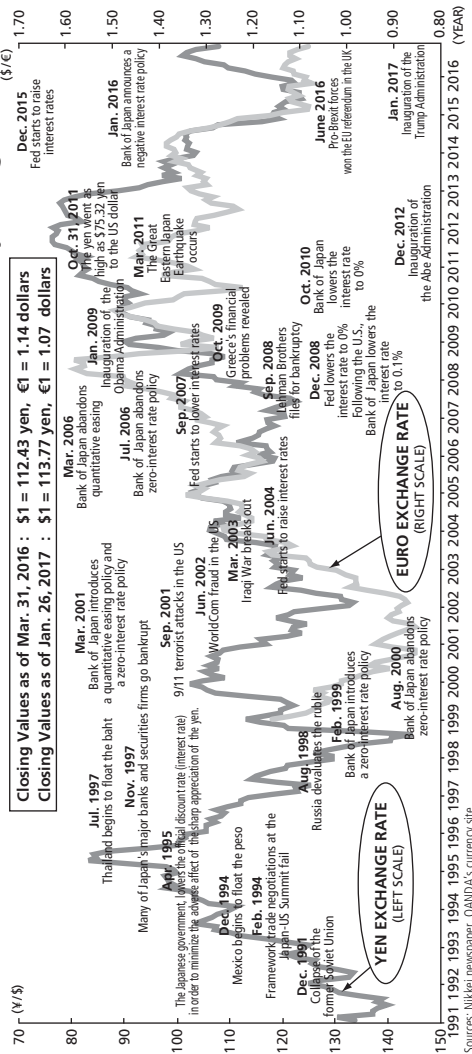 Closing Values as of Mar. 31, 2016 : $1 = 112.43 yen, €1 = 1.14 dollars
Closing Values as of Jan. 26, 2017 : $1 = 113.77 yen, €1 = 1.07 dollars
(¥/$)
($/€)
70
80
90
100
110
120
130
140
150
1.70
1.60
1.50
1.40
1.30
1.20
1.10
1.00
0.90
0.80
(YEAR)
Dec. 1991
Collapse of the
former Soviet Union
Feb. 1994
Framework trade negotiations at the
Japan-US Summit fail
Dec. 1994
Mexico begins to float the peso
Apr. 1995
The Japanese government, lowers the official discount rate (interest rate)
in order to minimize the adverse affect of the sharp appreciation of the yen.
Jul. 1997
Thailand begins to float the baht
Nov. 1997
Many of Japan's major banks and securities firms go bankrupt
Aug. 1998
Russia devaluates the ruble
Feb. 1999
Bank of Japan introduces
a zero-interest rate policy
Aug. 2000
Bank of Japan abandons
zero-interest rate policy
Mar. 2001
Bank of Japan introduces
a quantitative easing policy and
a zero-interest rate policy
Sep. 2001
9/11 terrorist attacks in the US
Jun. 2002
WorldCom fraud in the US
Mar. 2003
Iraqi War breaks out
Jun. 2004
Fed starts to raise interest rates
Mar. 2006
Bank of Japan abandons
quantitative easing
Jul. 2006
Bank of Japan abandons
zero-interest rate policy
Sep. 2007
Fed starts to lower interest rates
Sep. 2008
Lehman Brothers
files for bankruptcy
Dec. 2008
Fed lowers the
interest rate to 0%
Following the U.S.,
Bank of Japan lowers the
interest rate
to 0.1%
Jan. 2009
Inauguration of the
Obama Administration
Oct. 2009
Greece's financial
problems revealed
Oct. 2010
Bank of Japan
lowers the
interest rate
to 0%
Mar. 2011
The Great
Eastern Japan
Earthquake
occurs
Oct. 31, 2011
The yen went as
high as $75.32 yen
to the US dollar
Dec. 2012
Inauguration of
the Abe Administration
Dec. 2015
Fed starts to raise
interest rates
Jan. 2016
Bank of Japan announces a
negative interest rate policy
June 2016
Pro-Brexit forces
won the EU referendum in the UK
Jan. 2017
Inauguration of the
Trump Administration
YEN EXCHANGE RATE
(LEFT SCALE)
EURO EXCHANGE RATE
(RIGHT SCALE)
1991 1992 1993 1994 1995 1996 1997 1998 1999 2000 2001 2002 2003 2004 2005 2006 2007 2008 2009 2010 2011 2012 2013 2014 2015 2016
Sources: Nikkei newspaper, OANDA's currency site